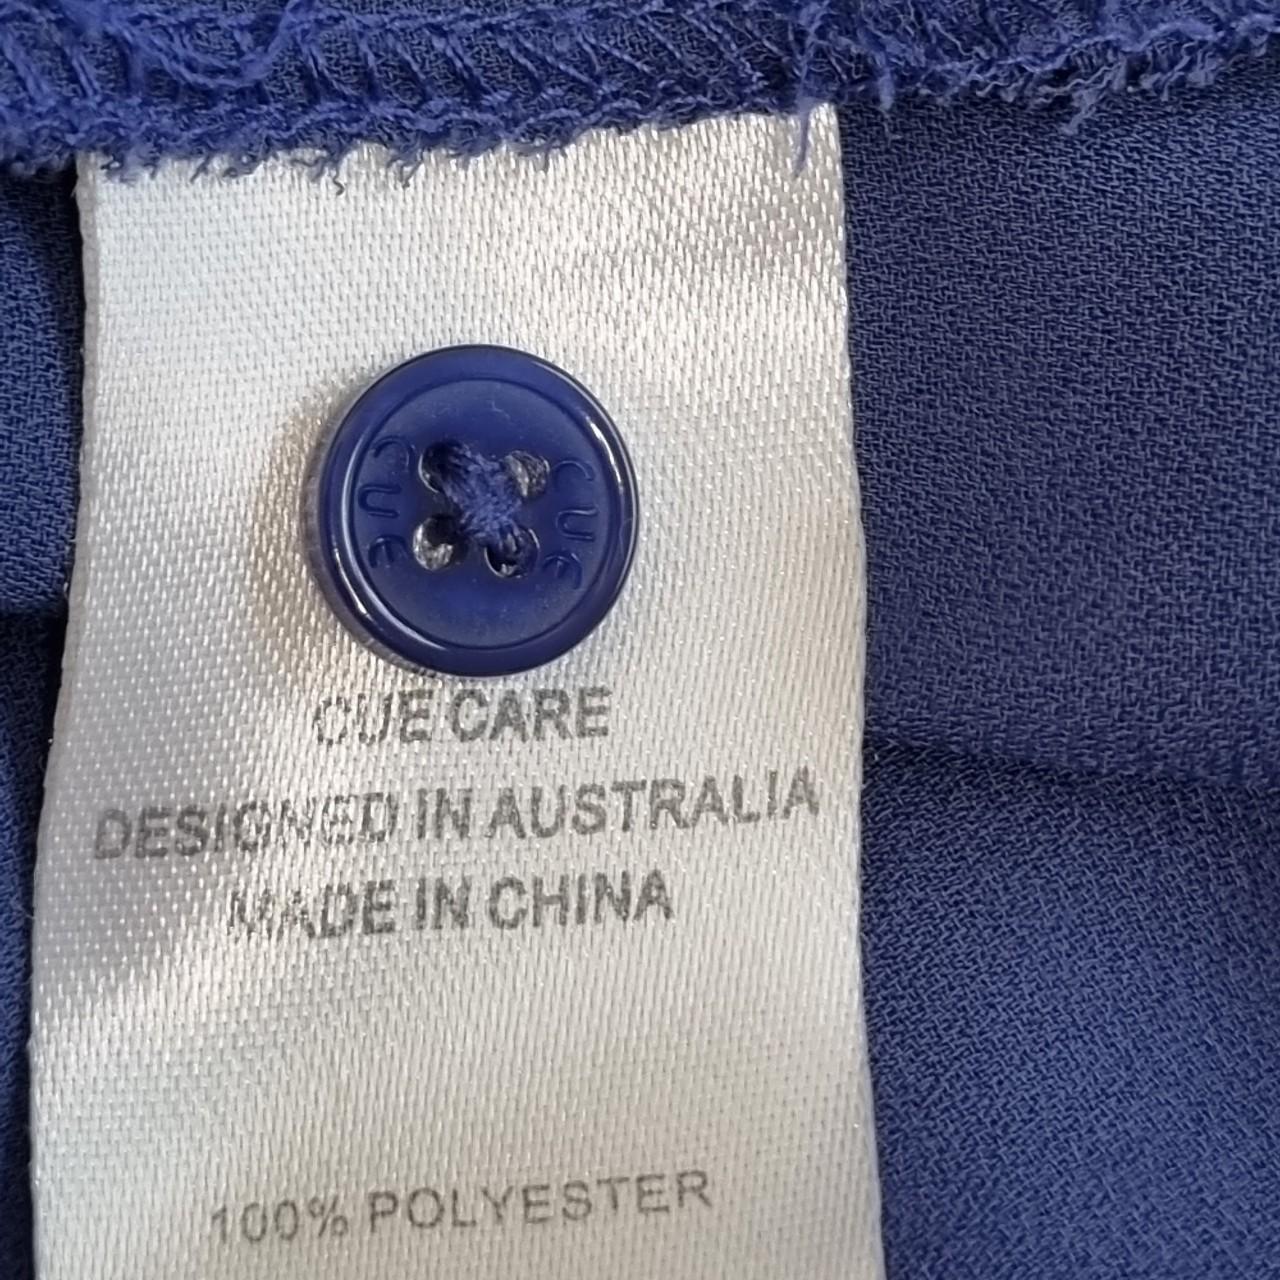 CUE
CUE
CUE CARE
DESIGNED IN AUSTRALIA
MADE IN CHINA
100% POLYESTER